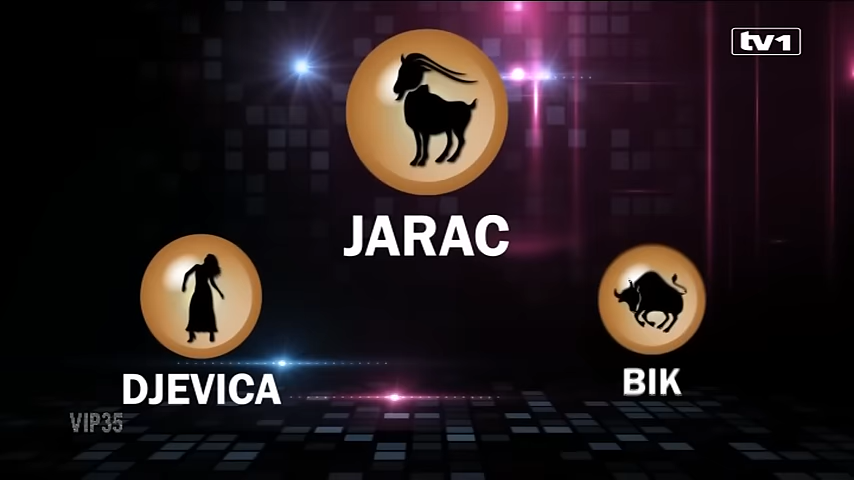 tv1
JARAC
DJEVICA
BIK
VIP35